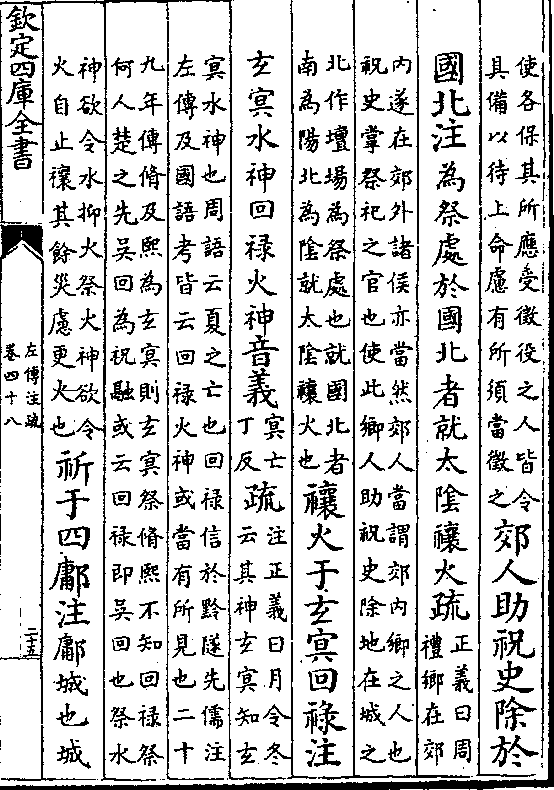 使各保其所應受徵役之人皆令
具備以待上命慮有所須當徵之
郊人助祝史除於
國北注為祭處於國北者就太陰禳火疏
正義曰周
禮鄉在郊
内遂在郊外諸侯亦當然郊人當謂郊内鄉之人也
祝史掌祭祀之官也使此鄉人助祝史除地在城之
北作壇場為祭處也就國北者
南為陽北為陰就太陰禳火也
禳火于玄冥回祿注
玄冥水神回祿火神音義
冥亡
丁反
疏
注正義曰月令冬
云其神玄冥知玄
冥水神也周語云夏之亡也回祿信於黔隧先儒注
左傳及國語考皆云回祿火神或當有所見也二十
九年傳脩及熙為玄冥則玄冥祭脩熙不知回祿祭
何人楚之先吳回為祝融或云回祿即吳回也祭水
神欲令水抑火祭火神欲令
火自止禳其餘災慮更火也
祈于四鄘注鄘城也城
欽定四庫全書
左傳注疏
卷四十八
二十五